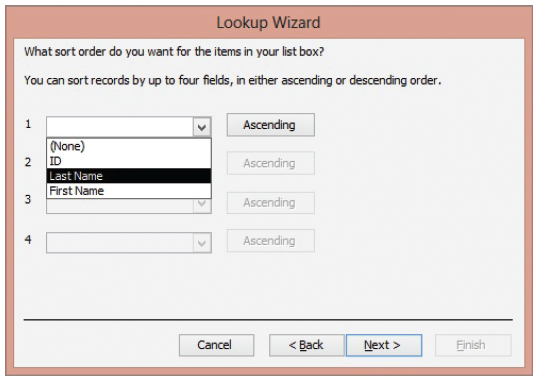 Lookup Wizard
What sort order do you want for the items in your list box?
You can sort records by up to four fields, in either ascending or descending order.
1 Ascending
(None)
2 ID Ascending
Last Name
First Name
3 Ascending
4 Ascending
Cancel < Back Next > Finish